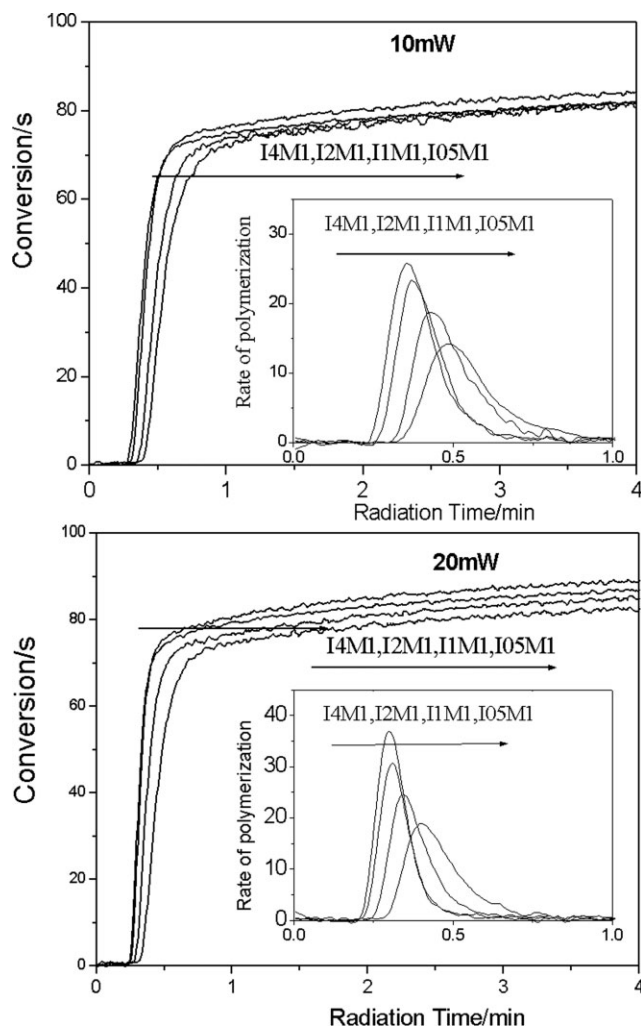 100
80
60
40
20
0
Conversion/s
10mW
I4M1,I2M1,I1M1,I05M1
30
20
10
0
Rate of polymerization
I4M1,I2M1,I1M1,I05M1
0.0 0.5 1.0
0 1 2 3 4
Radiation Time/min
100
80
60
40
20
0
Conversion/s
20mW
I4M1,I2M1,I1M1,I05M1
40
30
20
10
0
Rate of polymerization
I4M1,I2M1,I1M1,I05M1
0.0 0.5 1.0
0 1 2 3 4
Radiation Time/min